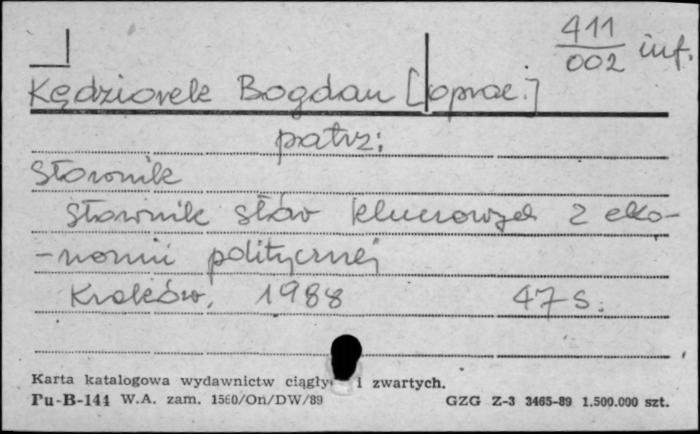 411
002 inf.
Kędziorek Bogdan [oprac.]
patrz:
Słownik
Słownik słów kluczowych z eko-
-nomii politycznej
Kraków, 1988 47 s.
Karta katalogowa wydawnictw ciągły i zwartych.
Pu-B-144 W.A. zam. 1560/On/DW/89 GZG Z-3 3465-89 1.500.000 szt.